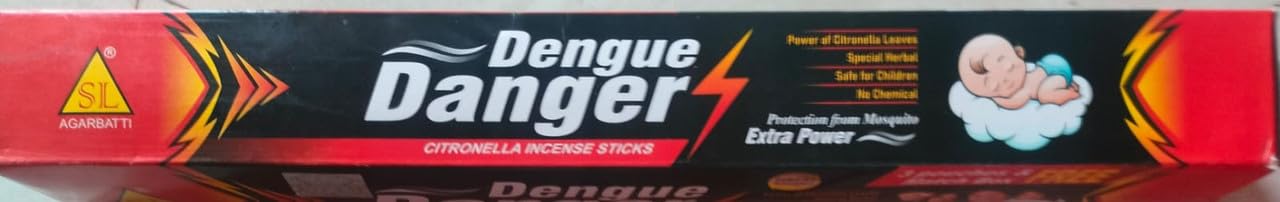 ®
SL
AGARBATTI
Dengue
Danger
CITRONELLA INCENSE STICKS
Power of Citronella Leaves
Special Herbal
Safe for Children
No Chemical
Protection from Mosquito
Extra Power
Dengue